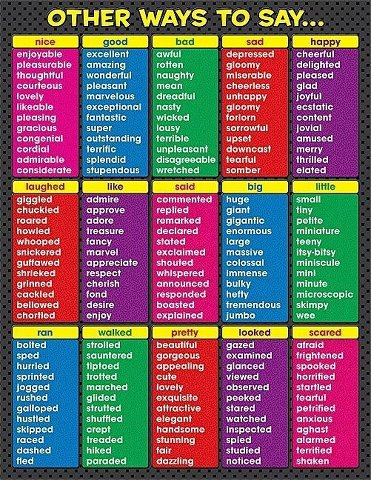 OTHER WAYS TO SAY...
nice
enjoyable
pleasurable
thoughtful
courteous
lovely
likeable
pleasing
gracious
congenial
cordial
admirable
considerate
good
excellent
amazing
wonderful
pleasant
marvelous
exceptional
fantastic
super
outstanding
terrific
splendid
stupendous
bad
awful
rotten
naughty
mean
dreadful
nasty
wicked
lousy
terrible
unpleasant
disagreeable
wretched
sad
depressed
gloomy
miserable
cheerless
unhappy
gloomy
forlorn
sorrowful
upset
downcast
tearful
somber
happy
cheerful
delighted
pleased
glad
joyful
ecstatic
content
jovial
amused
merry
thrilled
elated
laughed
giggled
chuckled
roared
howled
whooped
snickered
guffawed
shrieked
grinned
cackled
bellowed
chortled
like
admire
approve
adore
treasure
fancy
marvel
appreciate
respect
cherish
fond
desire
enjoy
said
commented
replied
remarked
declared
stated
exclaimed
shouted
whispered
announced
responded
boasted
explained
big
huge
giant
gigantic
enormous
large
massive
colossal
immense
bulky
hefty
tremendous
jumbo
little
small
tiny
petite
miniature
teeny
itsy-bitsy
miniscule
mini
minute
microscopic
skimpy
wee
ran
bolted
sped
hurried
sprinted
jogged
rushed
galloped
hustled
skipped
raced
dashed
fled
walked
strolled
sauntered
tiptoed
trotted
marched
glided
strutted
shuffled
crept
treaded
hiked
paraded
pretty
beautiful
gorgeous
appealing
cute
lovely
exquisite
attractive
elegant
handsome
stunning
fair
dazzling
looked
gazed
examined
glanced
viewed
observed
peeked
stared
watched
inspected
spied
studied
noticed
scared
afraid
frightened
spooked
horrified
startled
fearful
petrified
anxious
aghast
alarmed
terrified
shaken